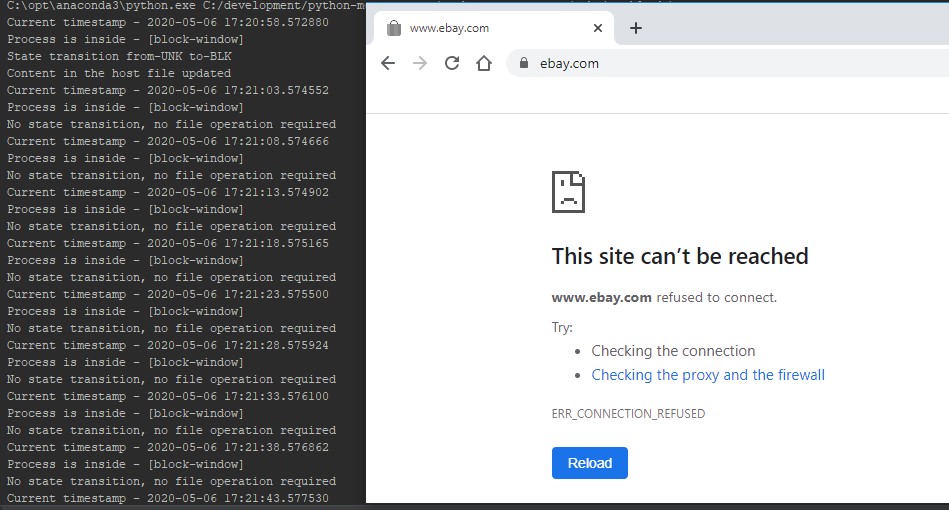 C:\opt\anaconda3\python.exe C:/development/python-m
Current timestamp - 2020-05-06 17:20:58.572880
Process is inside - [block-window]
State transition from-UNK to-BLK
Content in the host file updated
Current timestamp - 2020-05-06 17:21:03.574552
Process is inside - [block-window]
No state transition, no file operation required
Current timestamp - 2020-05-06 17:21:08.574666
Process is inside - [block-window]
No state transition, no file operation required
Current timestamp - 2020-05-06 17:21:13.574902
Process is inside - [block-window]
No state transition, no file operation required
Current timestamp - 2020-05-06 17:21:18.575165
Process is inside - [block-window]
No state transition, no file operation required
Current timestamp - 2020-05-06 17:21:23.575500
Process is inside - [block-window]
No state transition, no file operation required
Current timestamp - 2020-05-06 17:21:28.575924
Process is inside - [block-window]
No state transition, no file operation required
Current timestamp - 2020-05-06 17:21:33.576100
Process is inside - [block-window]
No state transition, no file operation required
Current timestamp - 2020-05-06 17:21:38.576862
Process is inside - [block-window]
No state transition, no file operation required
Current timestamp - 2020-05-06 17:21:43.577530
www.ebay.com
ebay.com
This site can’t be reached
www.ebay.com refused to connect.
Try:
• Checking the connection
• Checking the proxy and the firewall
ERR_CONNECTION_REFUSED
Reload